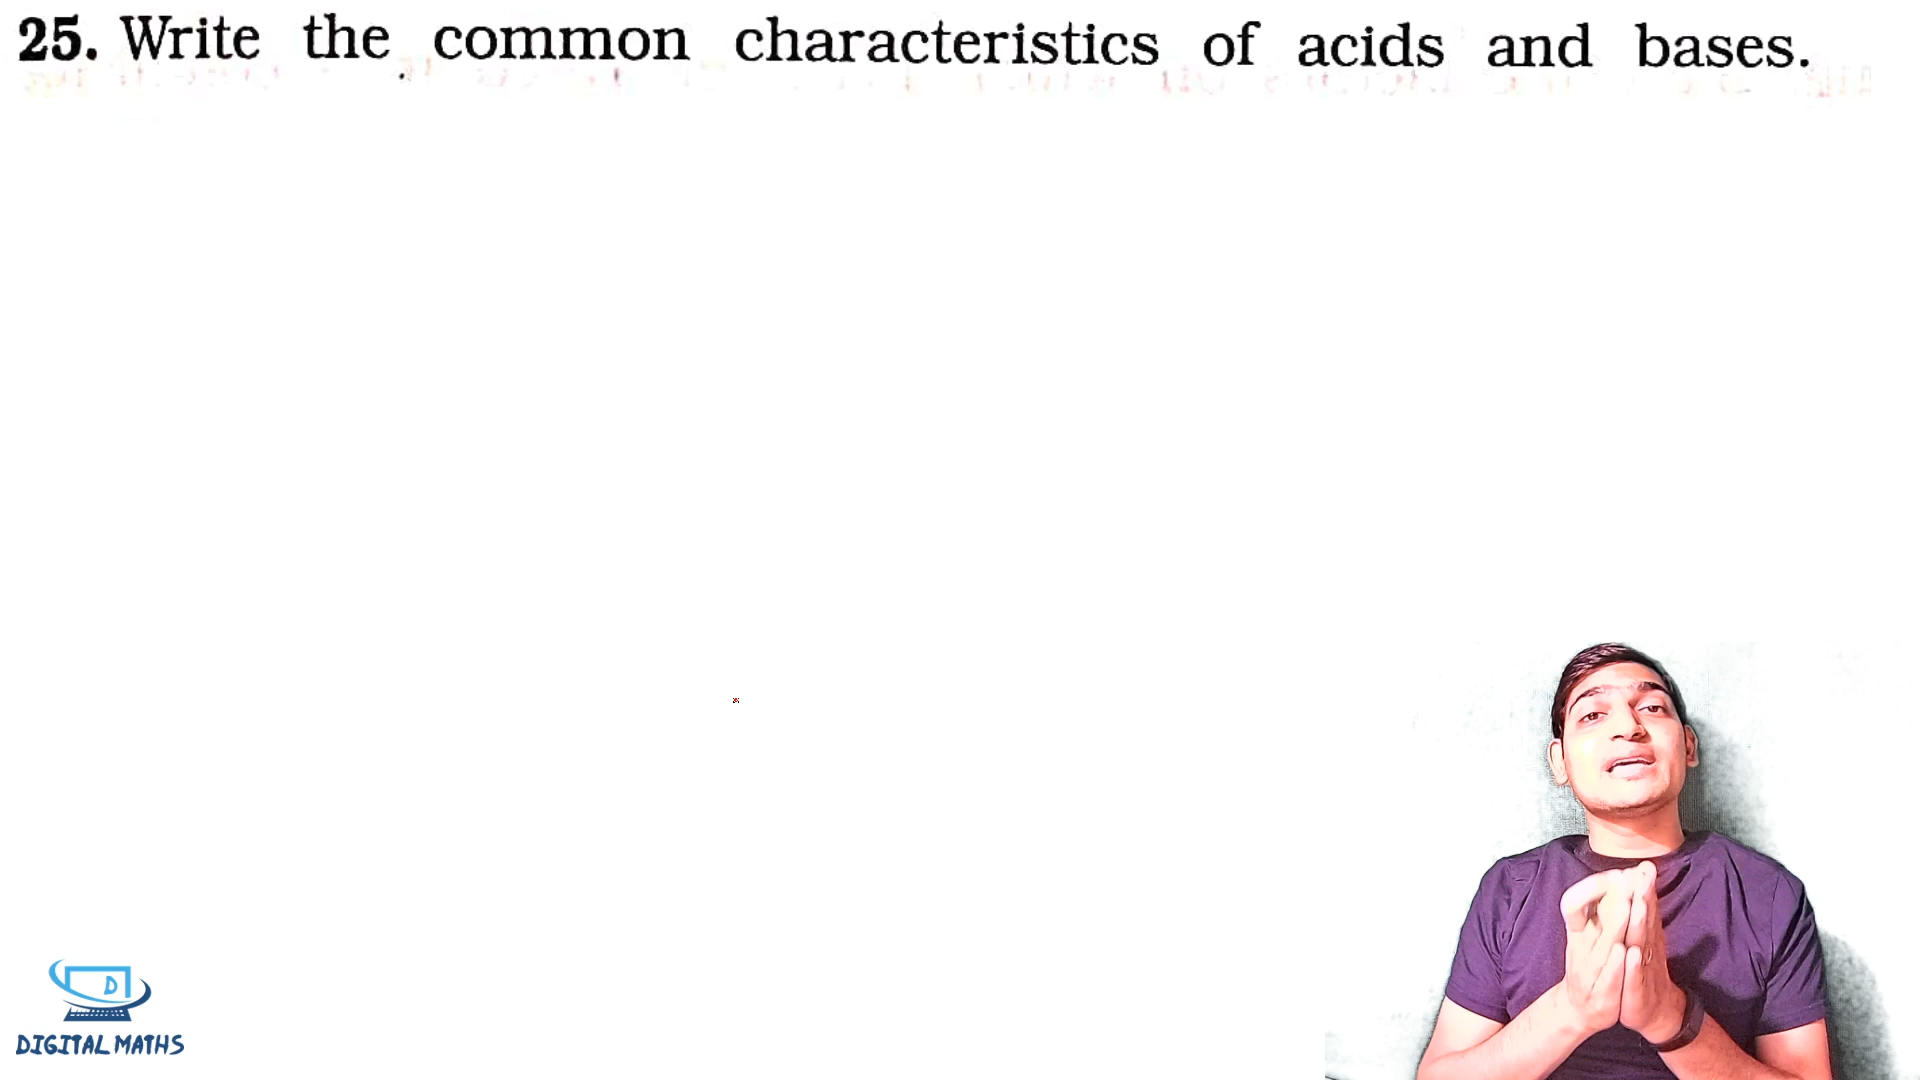 25. Write the common characteristics of acids and bases.
D
DIGITAL MATHS